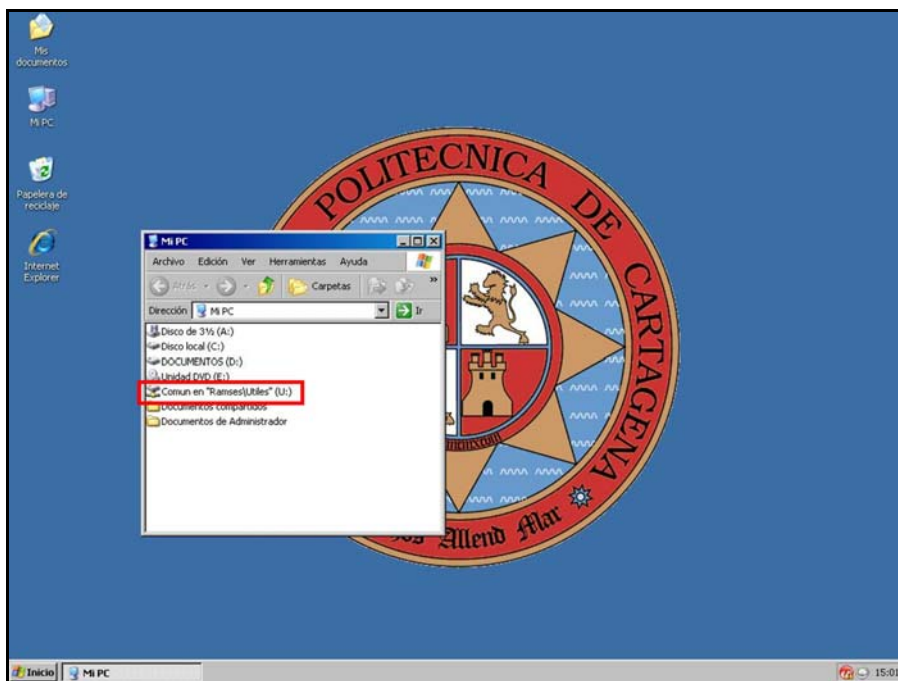 Mis
documentos
Mi PC
Papelera de
reciclaje
Internet
Explorer
POLITECNICA DE CARTAGENA
Allend Mar
Mi PC
Archivo Edición Ver Herramientas Ayuda
Atrás Carpetas »
Dirección Mi PC Ir
Disco de 3½ (A:)
Disco local (C:)
DOCUMENTOS (D:)
Unidad DVD (E:)
Comun en "Ramses\Utiles" (U:)
Documentos compartidos
Documentos de Administrador
Inicio Mi PC 15:01